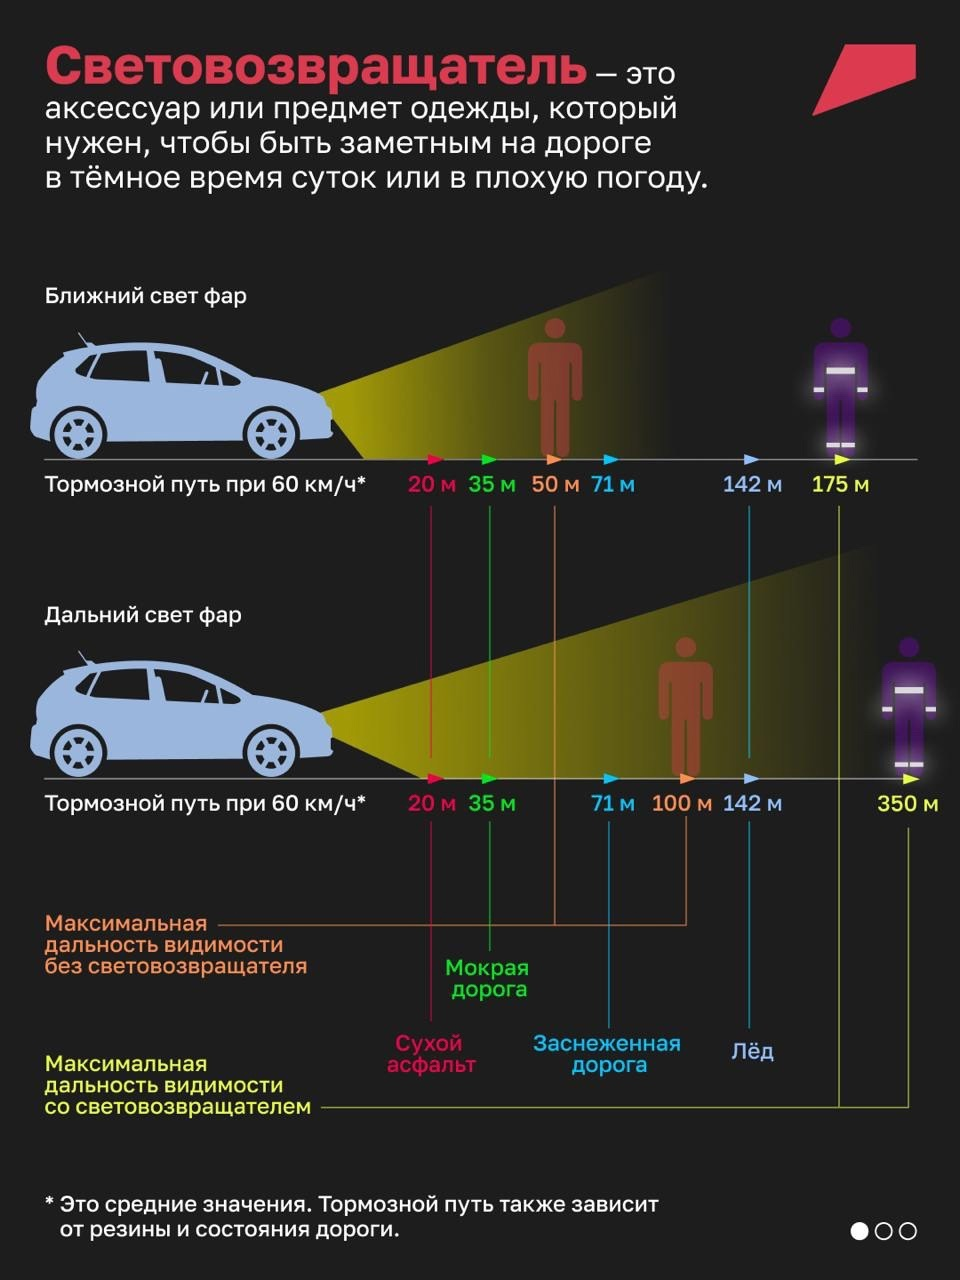 Световозвращатель — это
аксессуар или предмет одежды, который
нужен, чтобы быть заметным на дороге
в тёмное время суток или в плохую погоду.
Ближний свет фар
Тормозной путь при 60 км/ч* 20 м 35 м 50 м 71 м 142 м 175 м
Дальний свет фар
Тормозной путь при 60 км/ч* 20 м 35 м 71 м 100 м 142 м 350 м
Максимальная
дальность видимости
без световозвращателя
Мокрая
дорога
Сухой
асфальт
Заснеженная
дорога
Лёд
Максимальная
дальность видимости
со световозвращателем
* Это средние значения. Тормозной путь также зависит
от резины и состояния дороги.